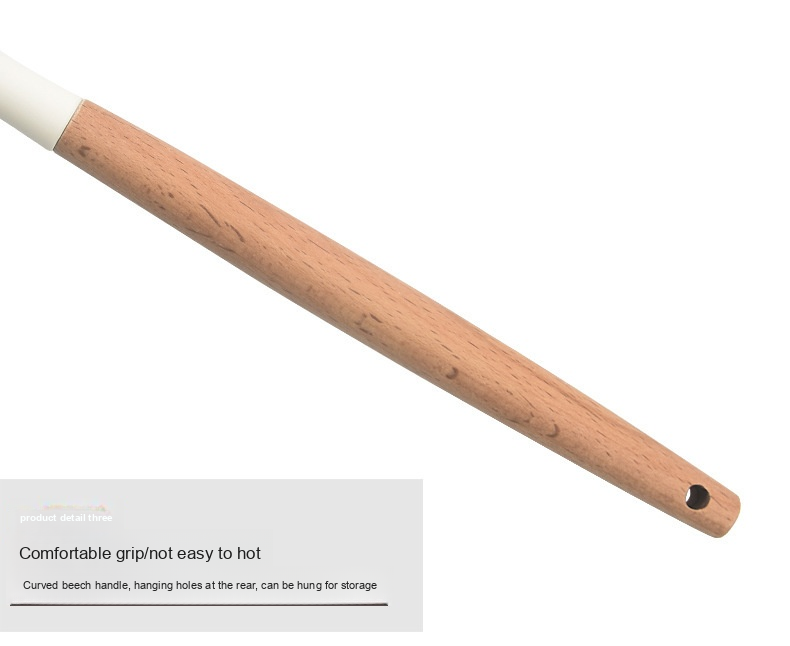 product detail three
Comfortable grip/not easy to hot
Curved beech handle, hanging holes at the rear, can be hung for storage